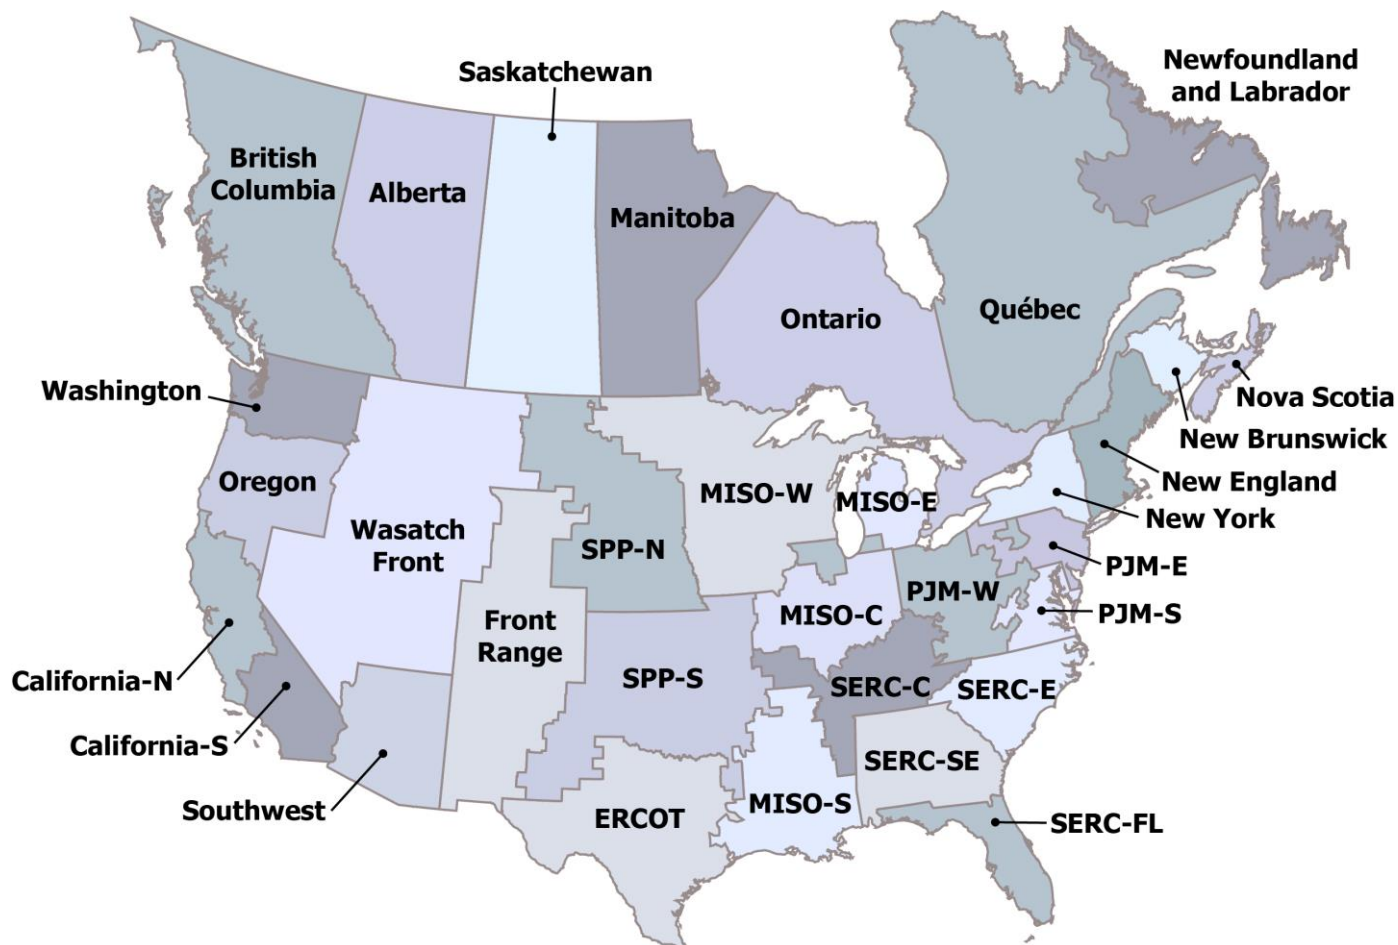 Saskatchewan
Newfoundland
and Labrador
British
Columbia
Alberta
Manitoba
Ontario
Québec
Washington
Nova Scotia
New Brunswick
Oregon
MISO-W
MISO-E
New England
New York
Wasatch
Front
SPP-N
PJM-E
PJM-W
PJM-S
MISO-C
Front
Range
California-N
SPP-S
SERC-C
SERC-E
California-S
SERC-SE
Southwest
MISO-S
ERCOT
SERC-FL